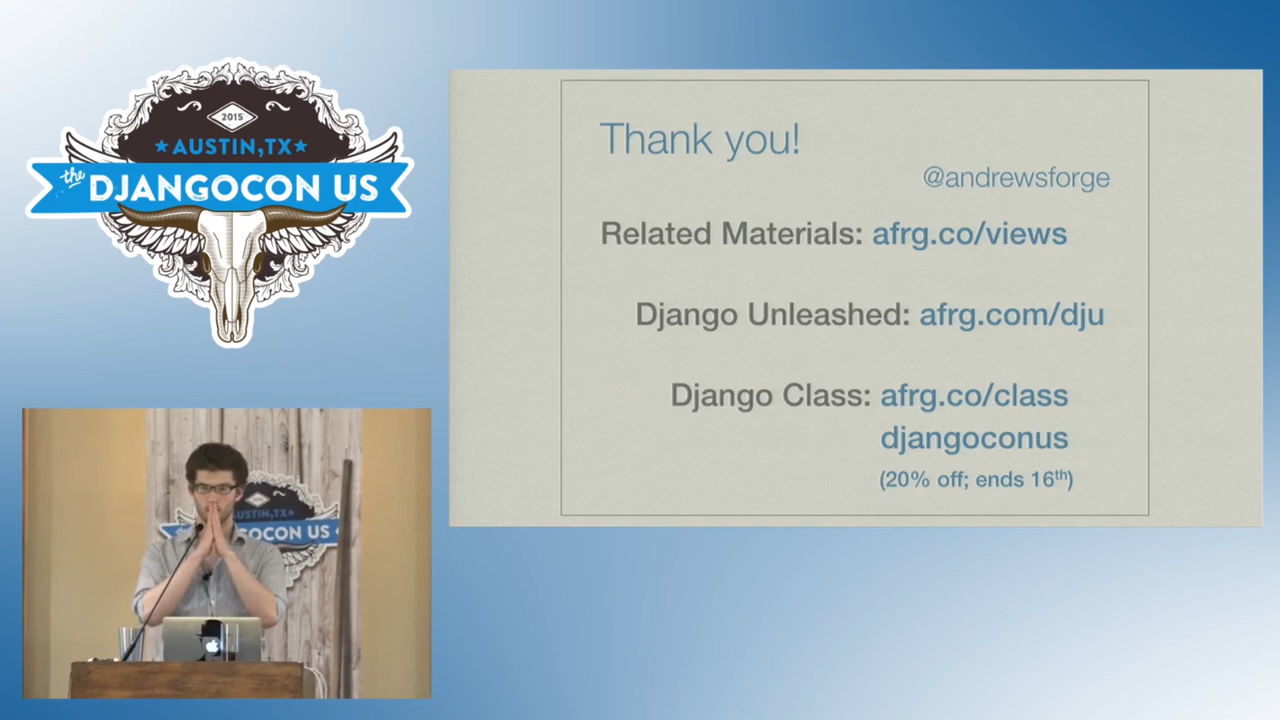 2015
AUSTIN,TX
the DJANGOCON US
Thank you!
@andrewsforge
Related Materials: afrg.co/views
Django Unleashed: afrg.com/dju
Django Class: afrg.co/class
djangoconus
(20% off; ends 16th)
AUSTIN,TX
OCON US